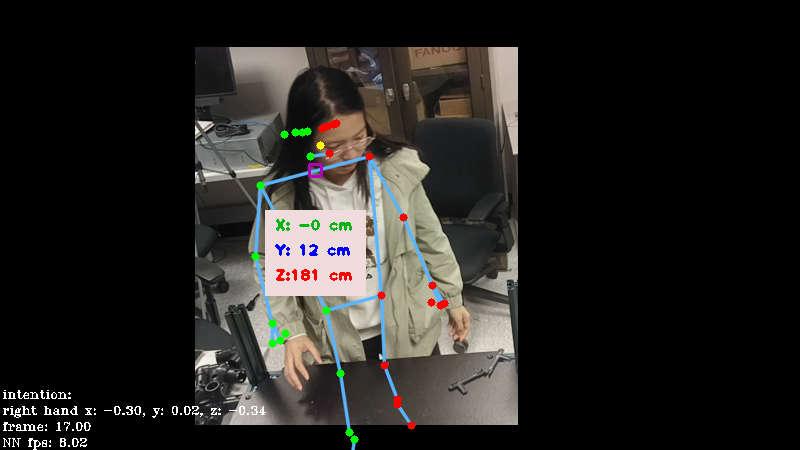 FANUC
X: -0 cm
Y: 12 cm
Z:181 cm
intention:
right hand x: -0.30, y: 0.02, z: -0.34
frame: 17.00
NN fps: 8.02